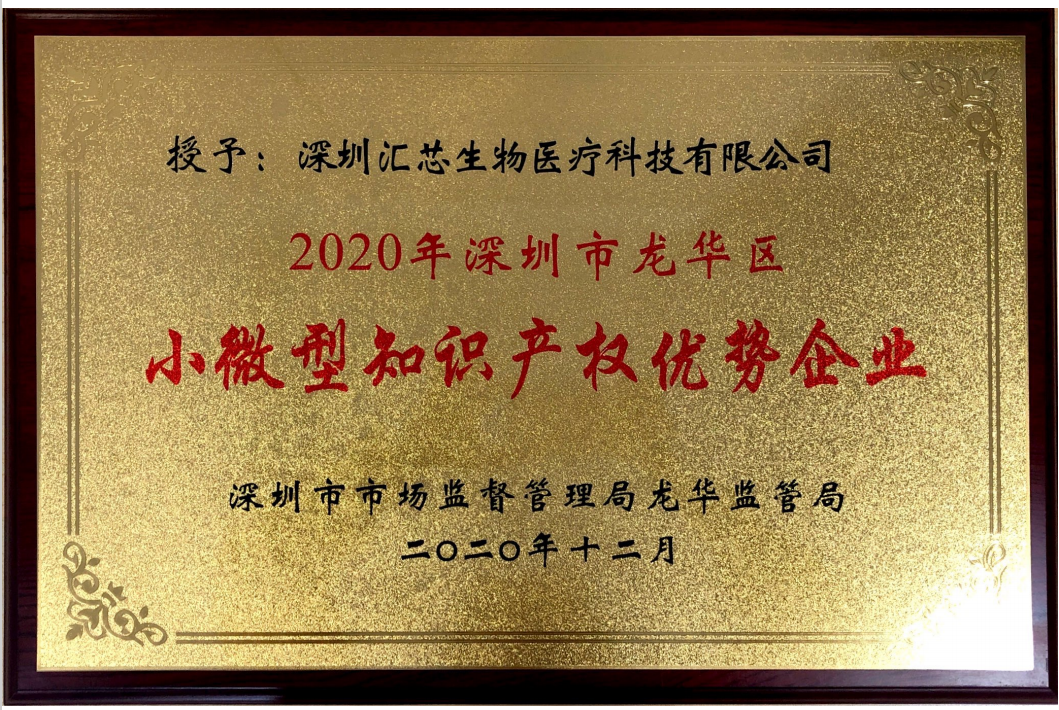 授予：深圳汇芯生物医疗科技有限公司
2020年深圳市龙华区
小微型知识产权优势企业
深圳市市场监督管理局龙华监管局
二〇二〇年十二月